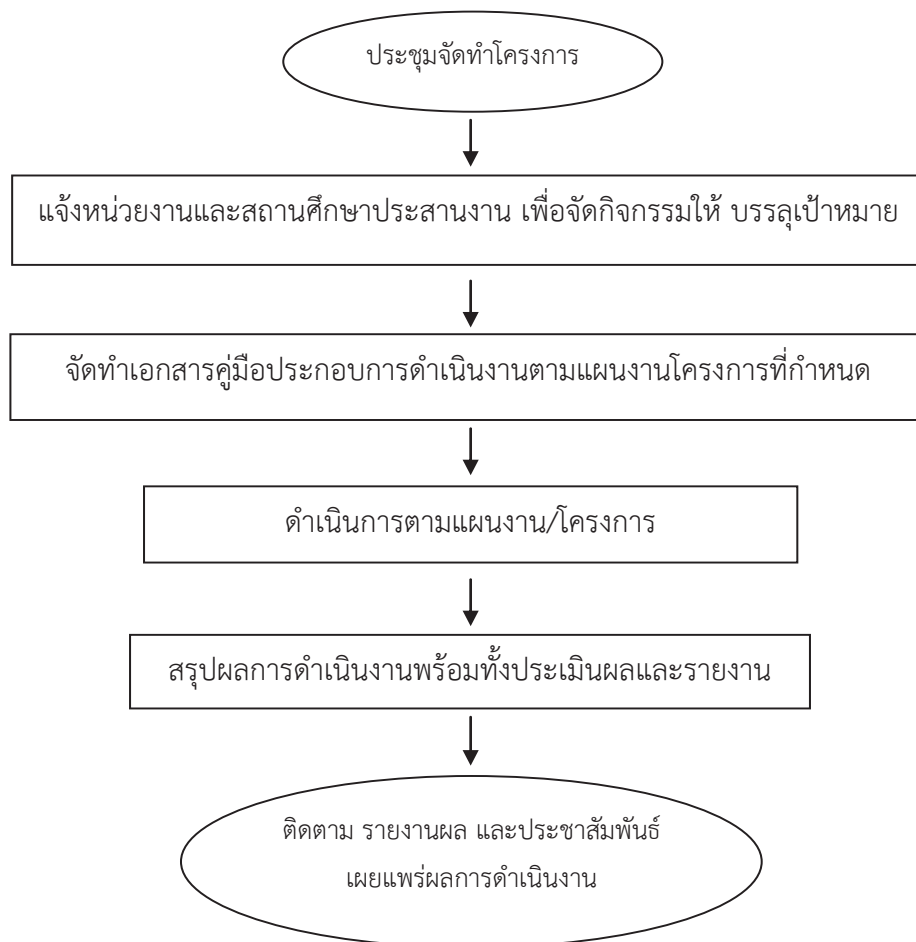 ประชุมจัดทำโครงการ
แจ้งหน่วยงานและสถานศึกษาประสานงาน เพื่อจัดกิจกรรมให้ บรรลุเป้าหมาย
จัดทำเอกสารคู่มือประกอบการดำเนินงานตามแผนงานโครงการที่กำหนด
ดำเนินการตามแผนงาน/โครงการ
สรุปผลการดำเนินงานพร้อมทั้งประเมินผลและรายงาน
ติดตาม รายงานผล และประชาสัมพันธ์
เผยแพร่ผลการดำเนินงาน